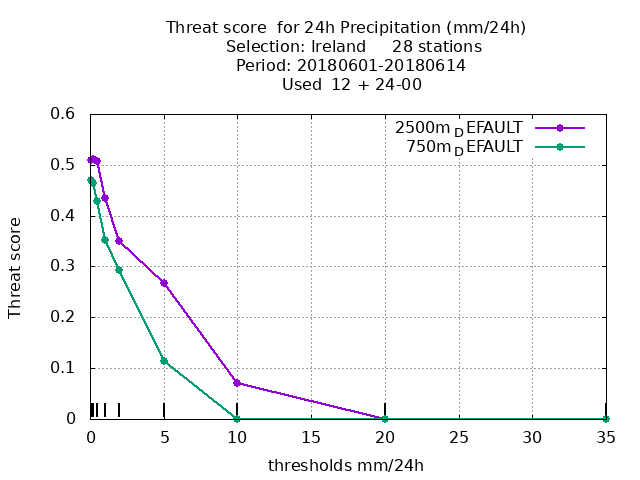 Threat score  for 24h Precipitation (mm/24h)
Selection: Ireland     28 stations
Period: 20180601-20180614
Used  12 + 24-00
2500mDEFAULT
750mDEFAULT
Threat score
0.6
0.5
0.4
0.3
0.2
0.1
0
0 5 10 15 20 25 30 35
thresholds mm/24h